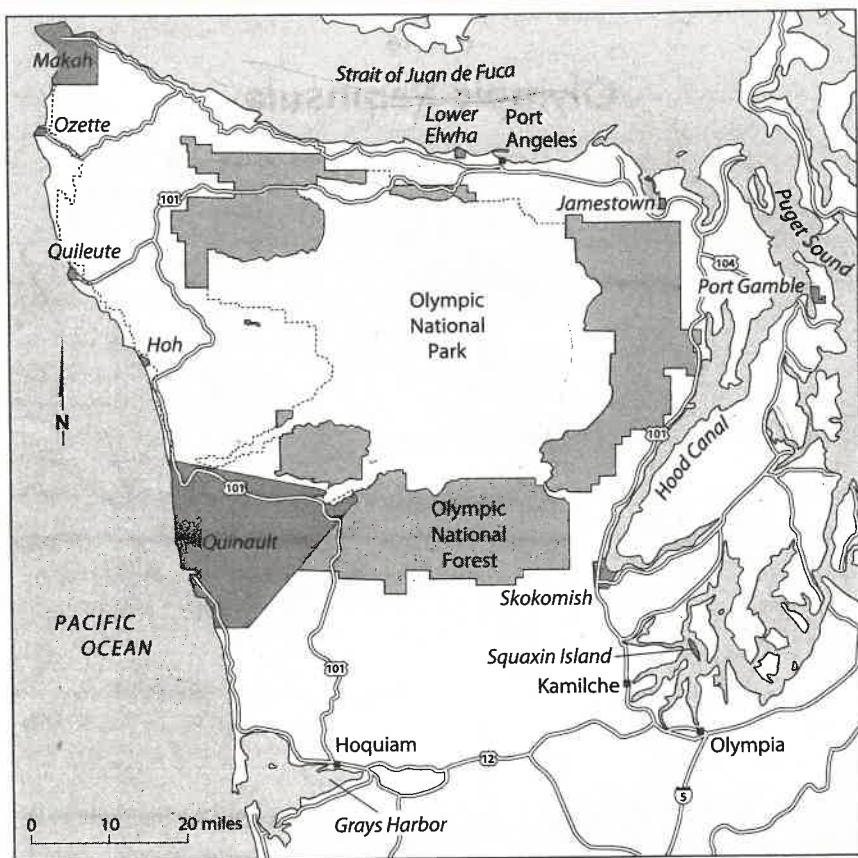 Makah
Strait of Juan de Fuca
Ozette
Lower
Elwha
Port
Angeles
101
Jamestown
Puget Sound
Quileute
104
Port Gamble
Olympic
National
Park
Hoh
N
101
Hood Canal
101
Quinault
Olympic
National
Forest
Skokomish
PACIFIC
OCEAN
Squaxin Island
101
Kamilche
Hoquiam
12
Olympia
5
Grays Harbor
0 10 20 miles